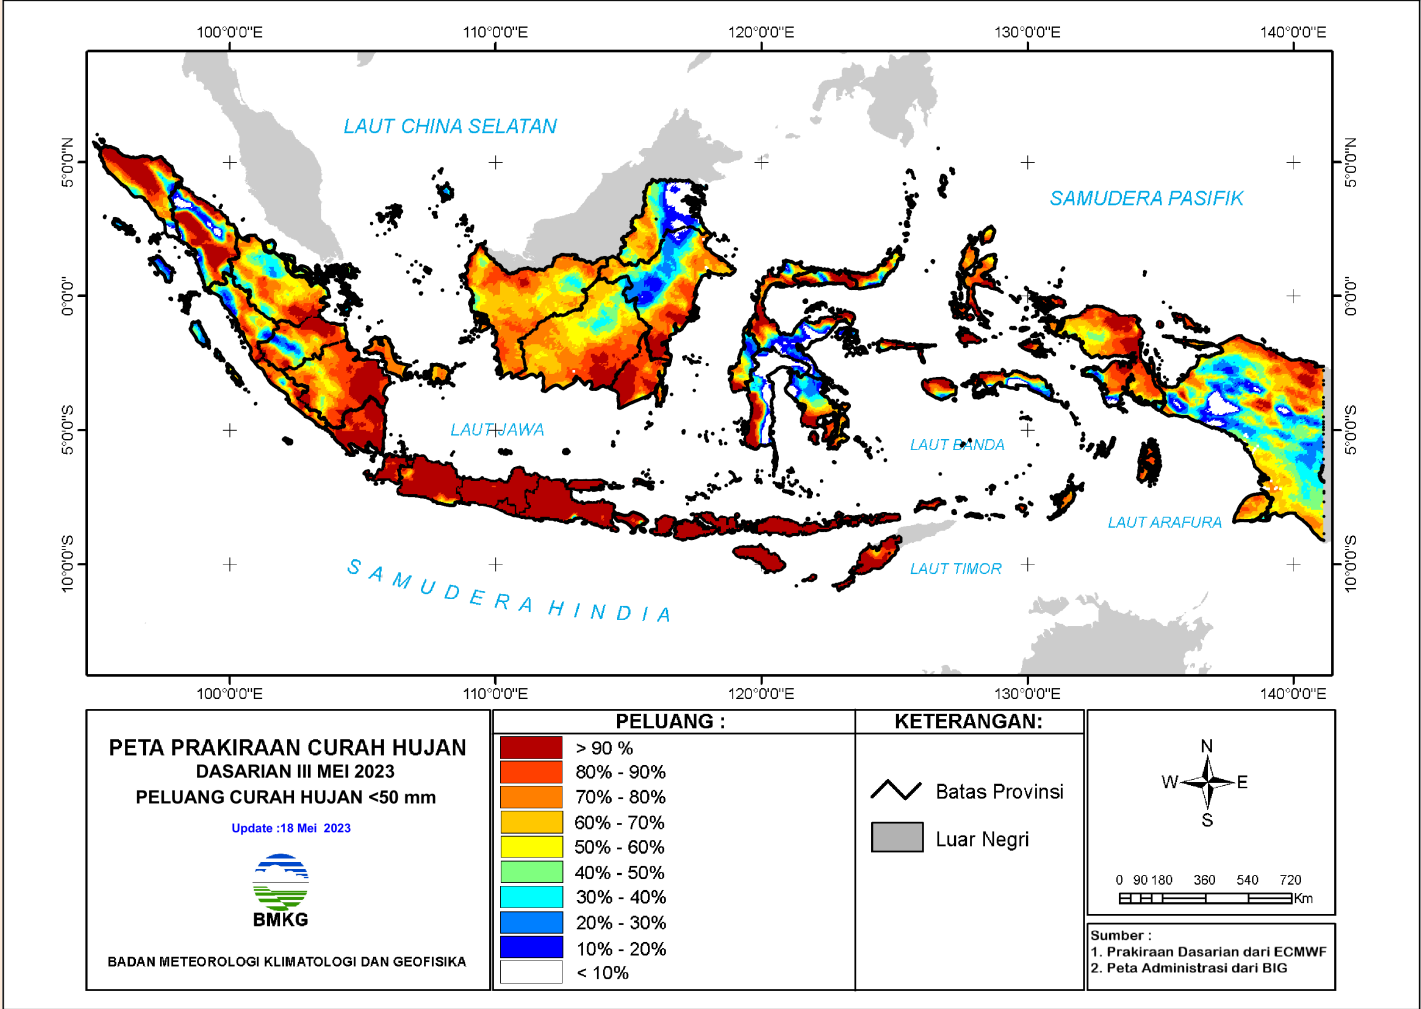 100°0'0"E 110°0'0"E 120°0'0"E 130°0'0"E 140°0'0"E
5°0'0"N
0°0'0"
5°0'0"S
10°0'0"S
LAUT CHINA SELATAN
SAMUDERA PASIFIK
LAUT JAWA
LAUT BANDA
LAUT ARAFURA
LAUT TIMOR
SAMUDERA HINDIA
5°0'0"N
0°0'0"
5°0'0"S
10°0'0"S
100°0'0"E 110°0'0"E 120°0'0"E 130°0'0"E 140°0'0"E
PETA PRAKIRAAN CURAH HUJAN
DASARIAN III MEI 2023
PELUANG CURAH HUJAN <50 mm
Update :18 Mei 2023
BMKG
BADAN METEOROLOGI KLIMATOLOGI DAN GEOFISIKA
PELUANG :
> 90 %
80% - 90%
70% - 80%
60% - 70%
50% - 60%
40% - 50%
30% - 40%
20% - 30%
10% - 20%
< 10%
KETERANGAN:
Batas Provinsi
Luar Negri
N
W E
S
0 90 180 360 540 720
Km
Sumber :
1. Prakiraan Dasarian dari ECMWF
2. Peta Administrasi dari BIG